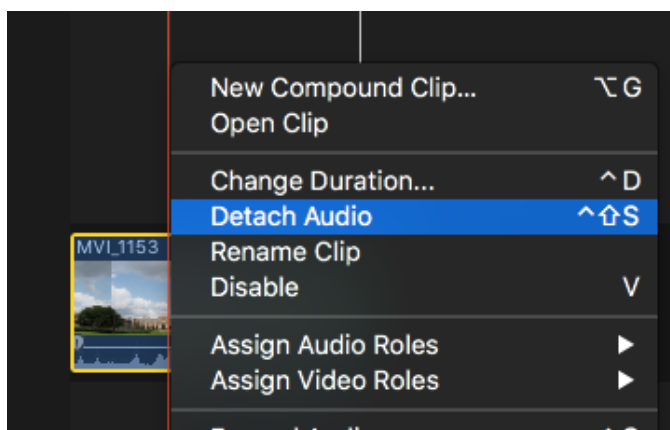 New Compound Clip... ⌥G
Open Clip
Change Duration... ^D
Detach Audio ^⇧S
MVI_1153
Rename Clip
Disable V
Assign Audio Roles ▶
Assign Video Roles ▶